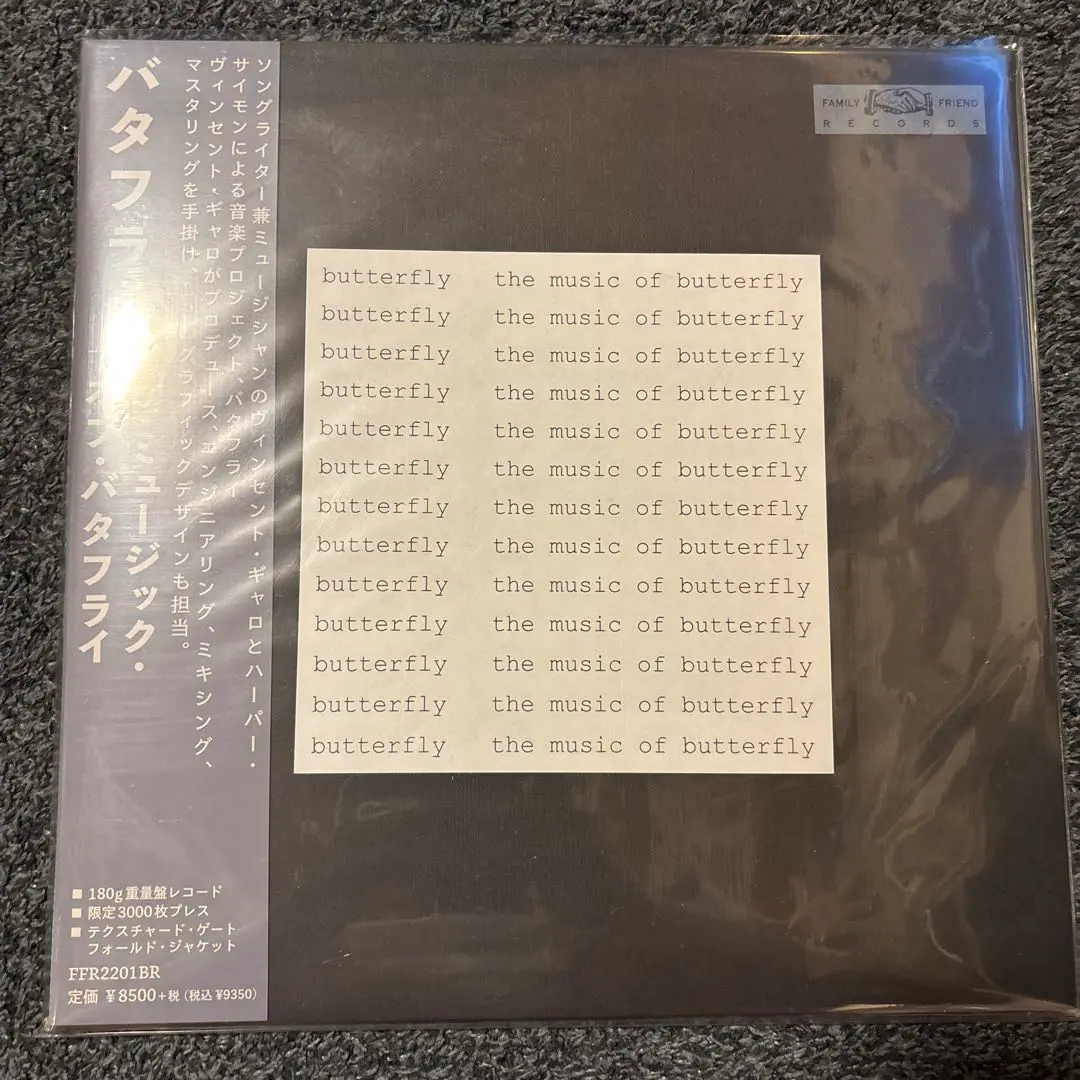 FAMILY FRIEND
RECORDS
ソングライター兼ミュージシャンのヴィンセント・ギャロとハーパー・
サイモンによる音楽プロジェクト、バタフライ
ヴィンセント・ギャロがプロデュース、エンジニアリング、ミキシング、
マスタリングを手掛け、グラフィックデザインも担当。
バタフラ ミュージック・
オブ・バタフライ
butterfly the music of butterfly
butterfly the music of butterfly
butterfly the music of butterfly
butterfly the music of butterfly
butterfly the music of butterfly
butterfly the music of butterfly
butterfly the music of butterfly
butterfly the music of butterfly
butterfly the music of butterfly
butterfly the music of butterfly
butterfly the music of butterfly
butterfly the music of butterfly
butterfly the music of butterfly
■ 180g重量盤レコード
■ 限定3000枚プレス
■ テクスチャード・ゲート
フォールド・ジャケット
FFR2201BR
定価 ¥8500+税 (税込 ¥9350)